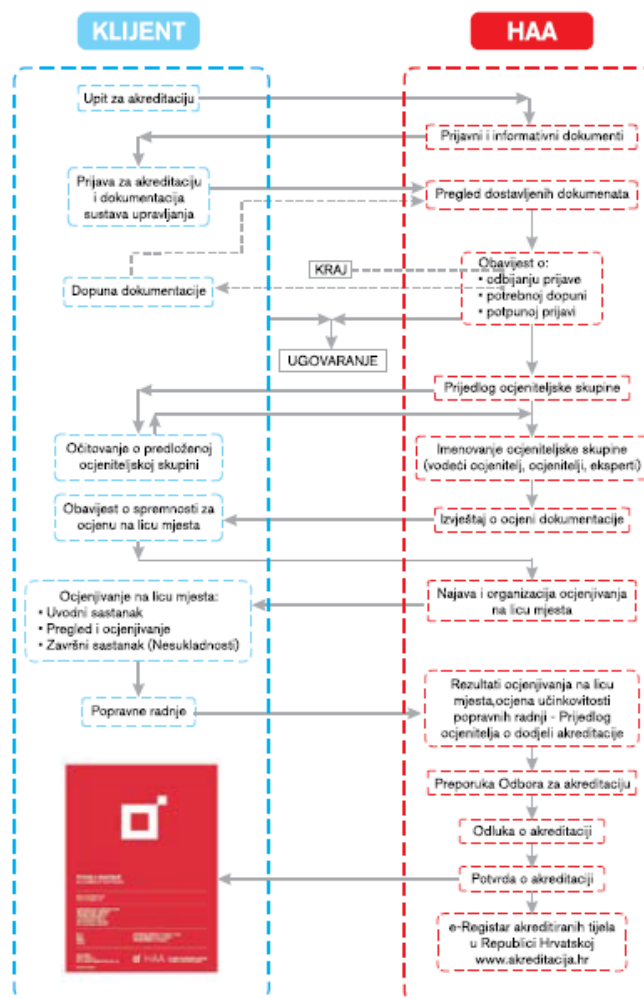 KLIJENT
HAA
Upit za akreditaciju
Prijavni i informativni dokumenti
Prijava za akreditaciju
i dokumentacija
sustava upravljanja
Pregled dostavljenih dokumenata
Obavijest o:
• odbijanju prijave
• potrebnoj dopuni
• potpunoj prijavi
KRAJ
Dopuna dokumentacije
UGOVARANJE
Prijedlog ocjeniteljske skupine
Očitovanje o predloženoj
ocjeniteljskoj skupini
Imenovanje ocjeniteljske skupine
(vodeći ocjenitelj, ocjenitelji, eksperti)
Izvještaj o ocjeni dokumentacije
Obavijest o spremnosti za
ocjenu na licu mjesta
Najava i organizacija ocjenjivanja
na licu mjesta
Ocjenjivanje na licu mjesta:
• Uvodni sastanak
• Pregled i ocjenjivanje
• Završni sastanak (Nesukladnosti)
Popravne radnje
Rezultati ocjenjivanja na licu
mjesta,ocjena učinkovitosti
popravnih radnji - Prijedlog
ocjenitelja o dodjeli akreditacije
Preporuka Odbora za akreditaciju
Odluka o akreditaciji
Potvrda o akreditaciji
e-Registar akreditiranih tijela
u Republici Hrvatskoj
www.akreditacija.hr
HAA